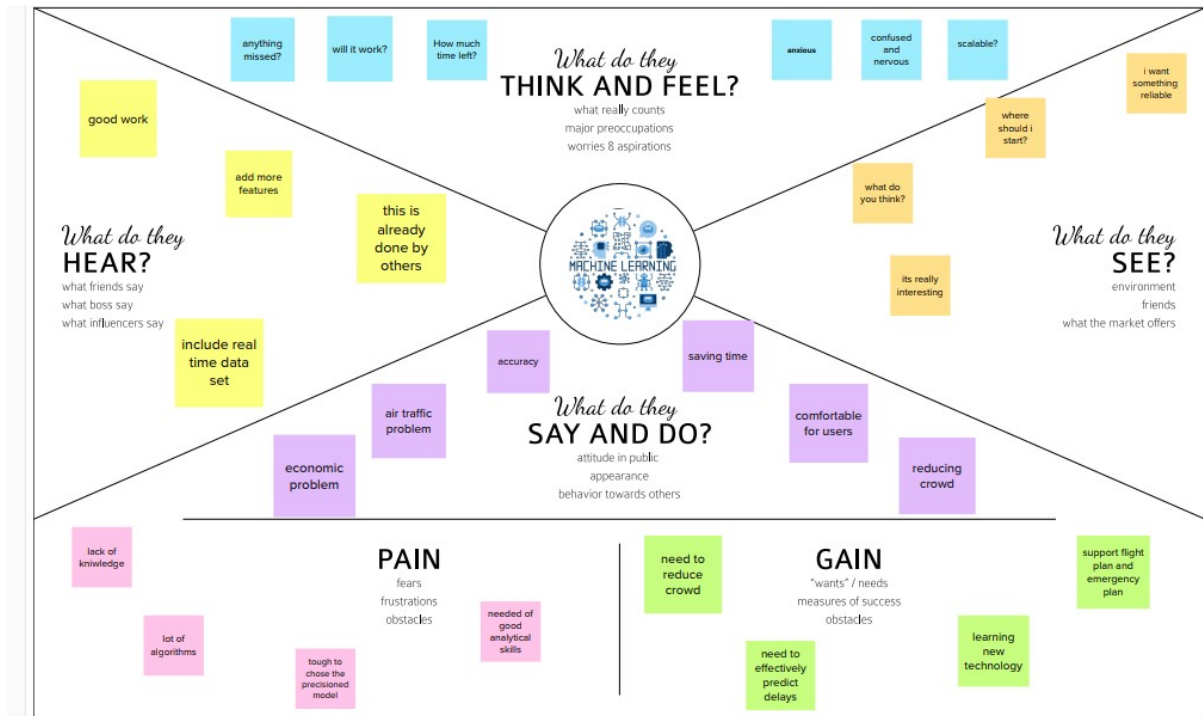 anything
missed?
will it work?
How much
time left?
What do they
THINK AND FEEL?
what really counts
major preoccupations
worries & aspirations
anxious
confused
and
nervous
scalable?
i want
something
reliable
where
should i
start?
what do
you think?
its really
interesting
What do they
SEE?
environment
friends
what the market offers
good work
add more
features
this is
already
done by
others
What do they
HEAR?
what friends say
what boss say
what influencers say
include real
time data
set
MACHINE LEARNING
accuracy
air traffic
problem
economic
problem
What do they
SAY AND DO?
attitude in public
appearance
behavior towards others
saving time
comfortable
for users
reducing
crowd
lack of
kniwledge
lot of
algorithms
tough to
chose the
precisioned
model
needed of
good
analytical
skills
PAIN
fears
frustrations
obstacles
need to
reduce
crowd
need to
effectively
predict
delays
GAIN
“wants” / needs
measures of success
obstacles
learning
new
technology
support flight
plan and
emergency
plan